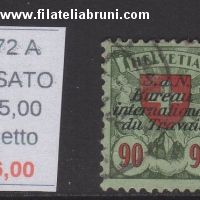 72 A
SATO
5,00
etto
6,00
HELVETIA
S.d.N.
Bureau
international
du Travail
90 90
www.filateliabruni.com